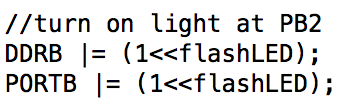 //turn on light at PB2
DDRB |= (1<<flashLED);
PORTB |= (1<<flashLED);